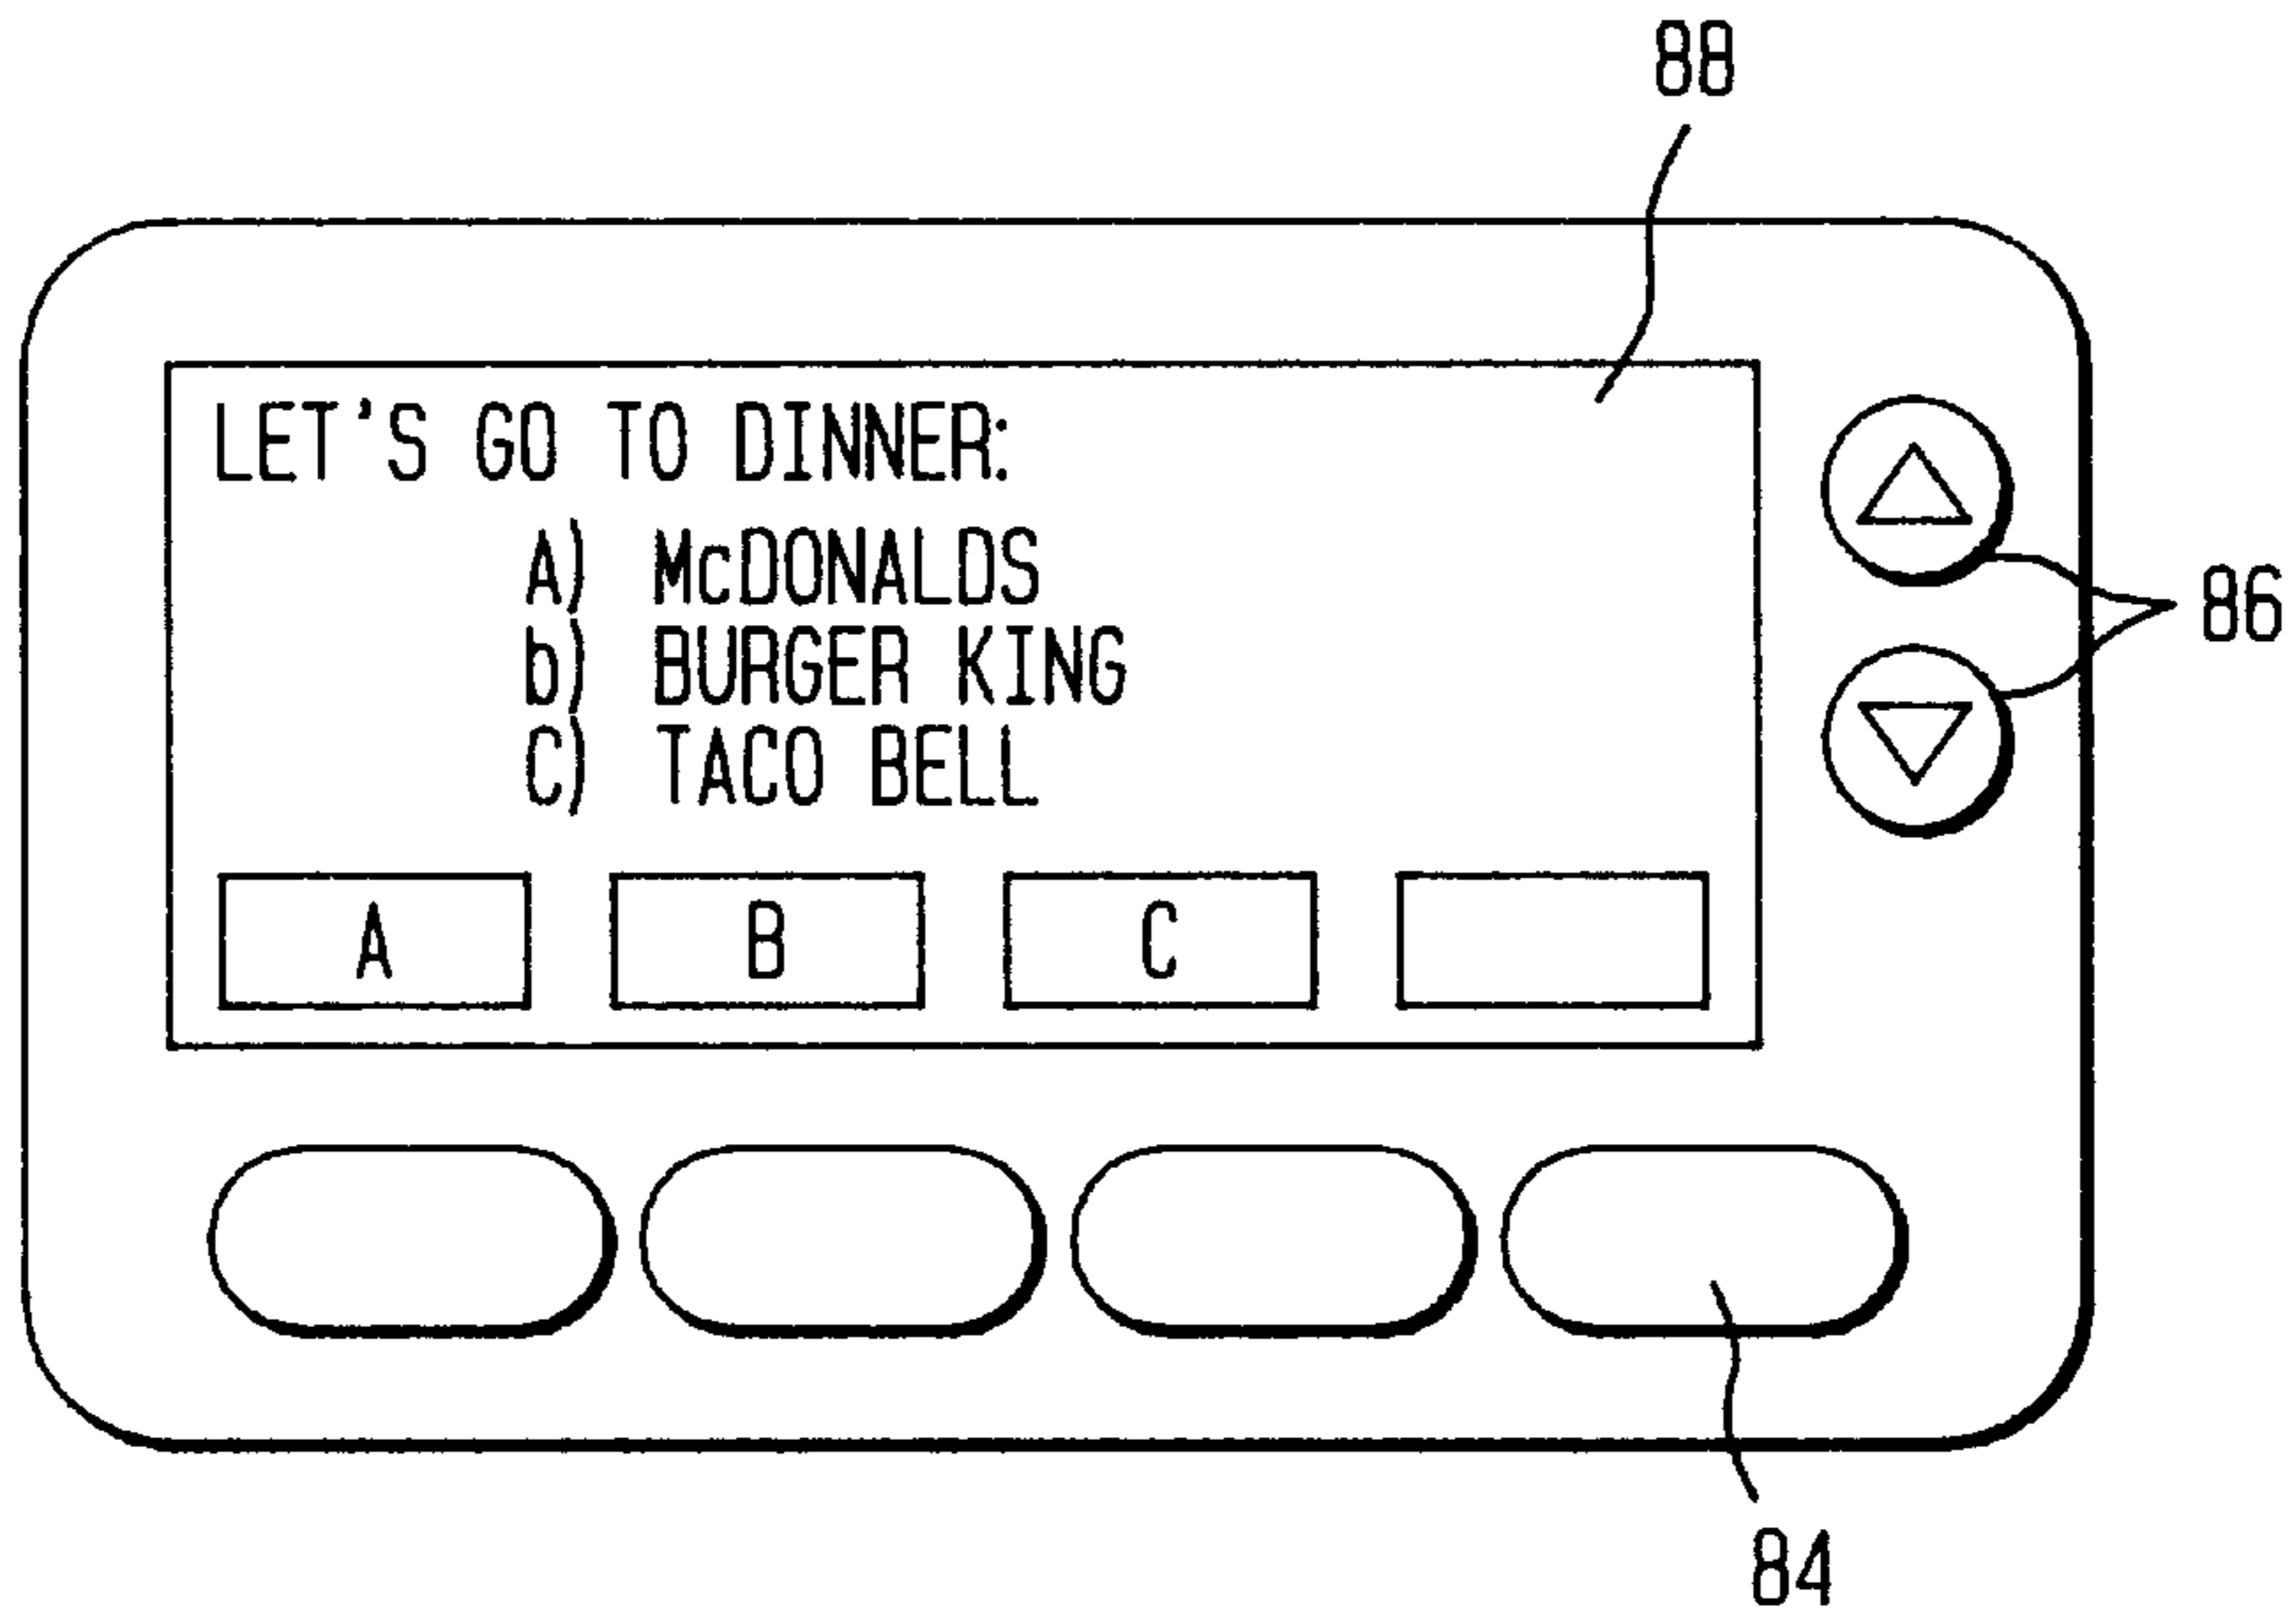 88
LET'S GO TO DINNER:
A) McDONALDS
b) BURGER KING
C) TACO BELL
86
A B C
84